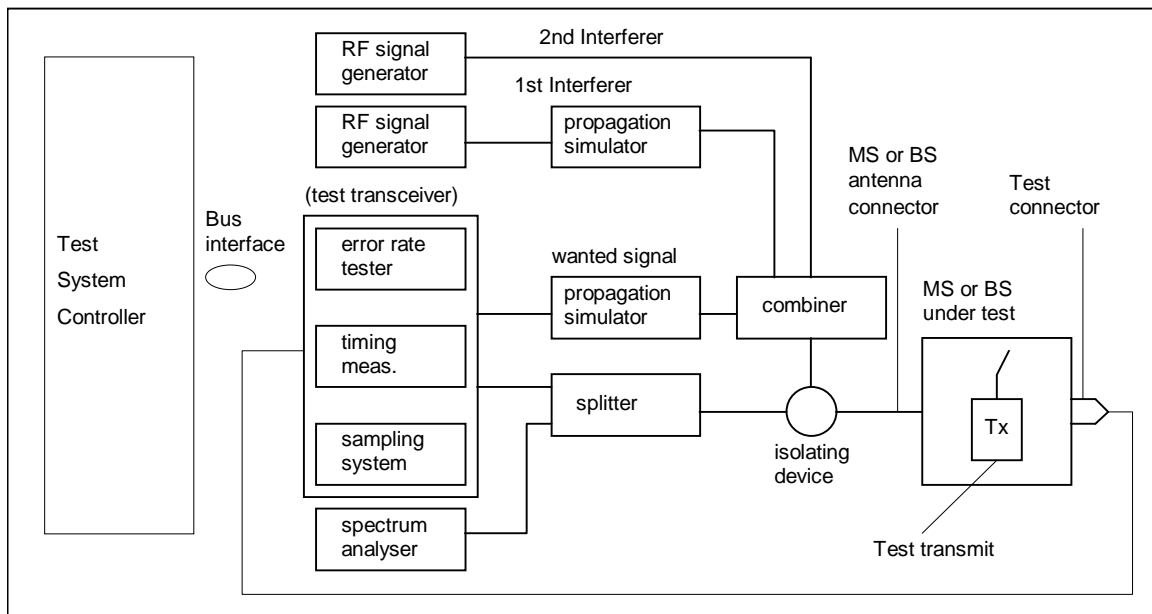 RF signal
generator
2nd Interferer
1st Interferer
RF signal
generator
propagation
simulator
MS or BS
antenna
connector
Test
connector
(test transceiver)
Bus
interface
Test
System
Controller
error rate
tester
wanted signal
propagation
simulator
combiner
MS or BS
under test
timing
meas.
splitter
Tx
sampling
system
isolating
device
spectrum
analyser
Test transmit